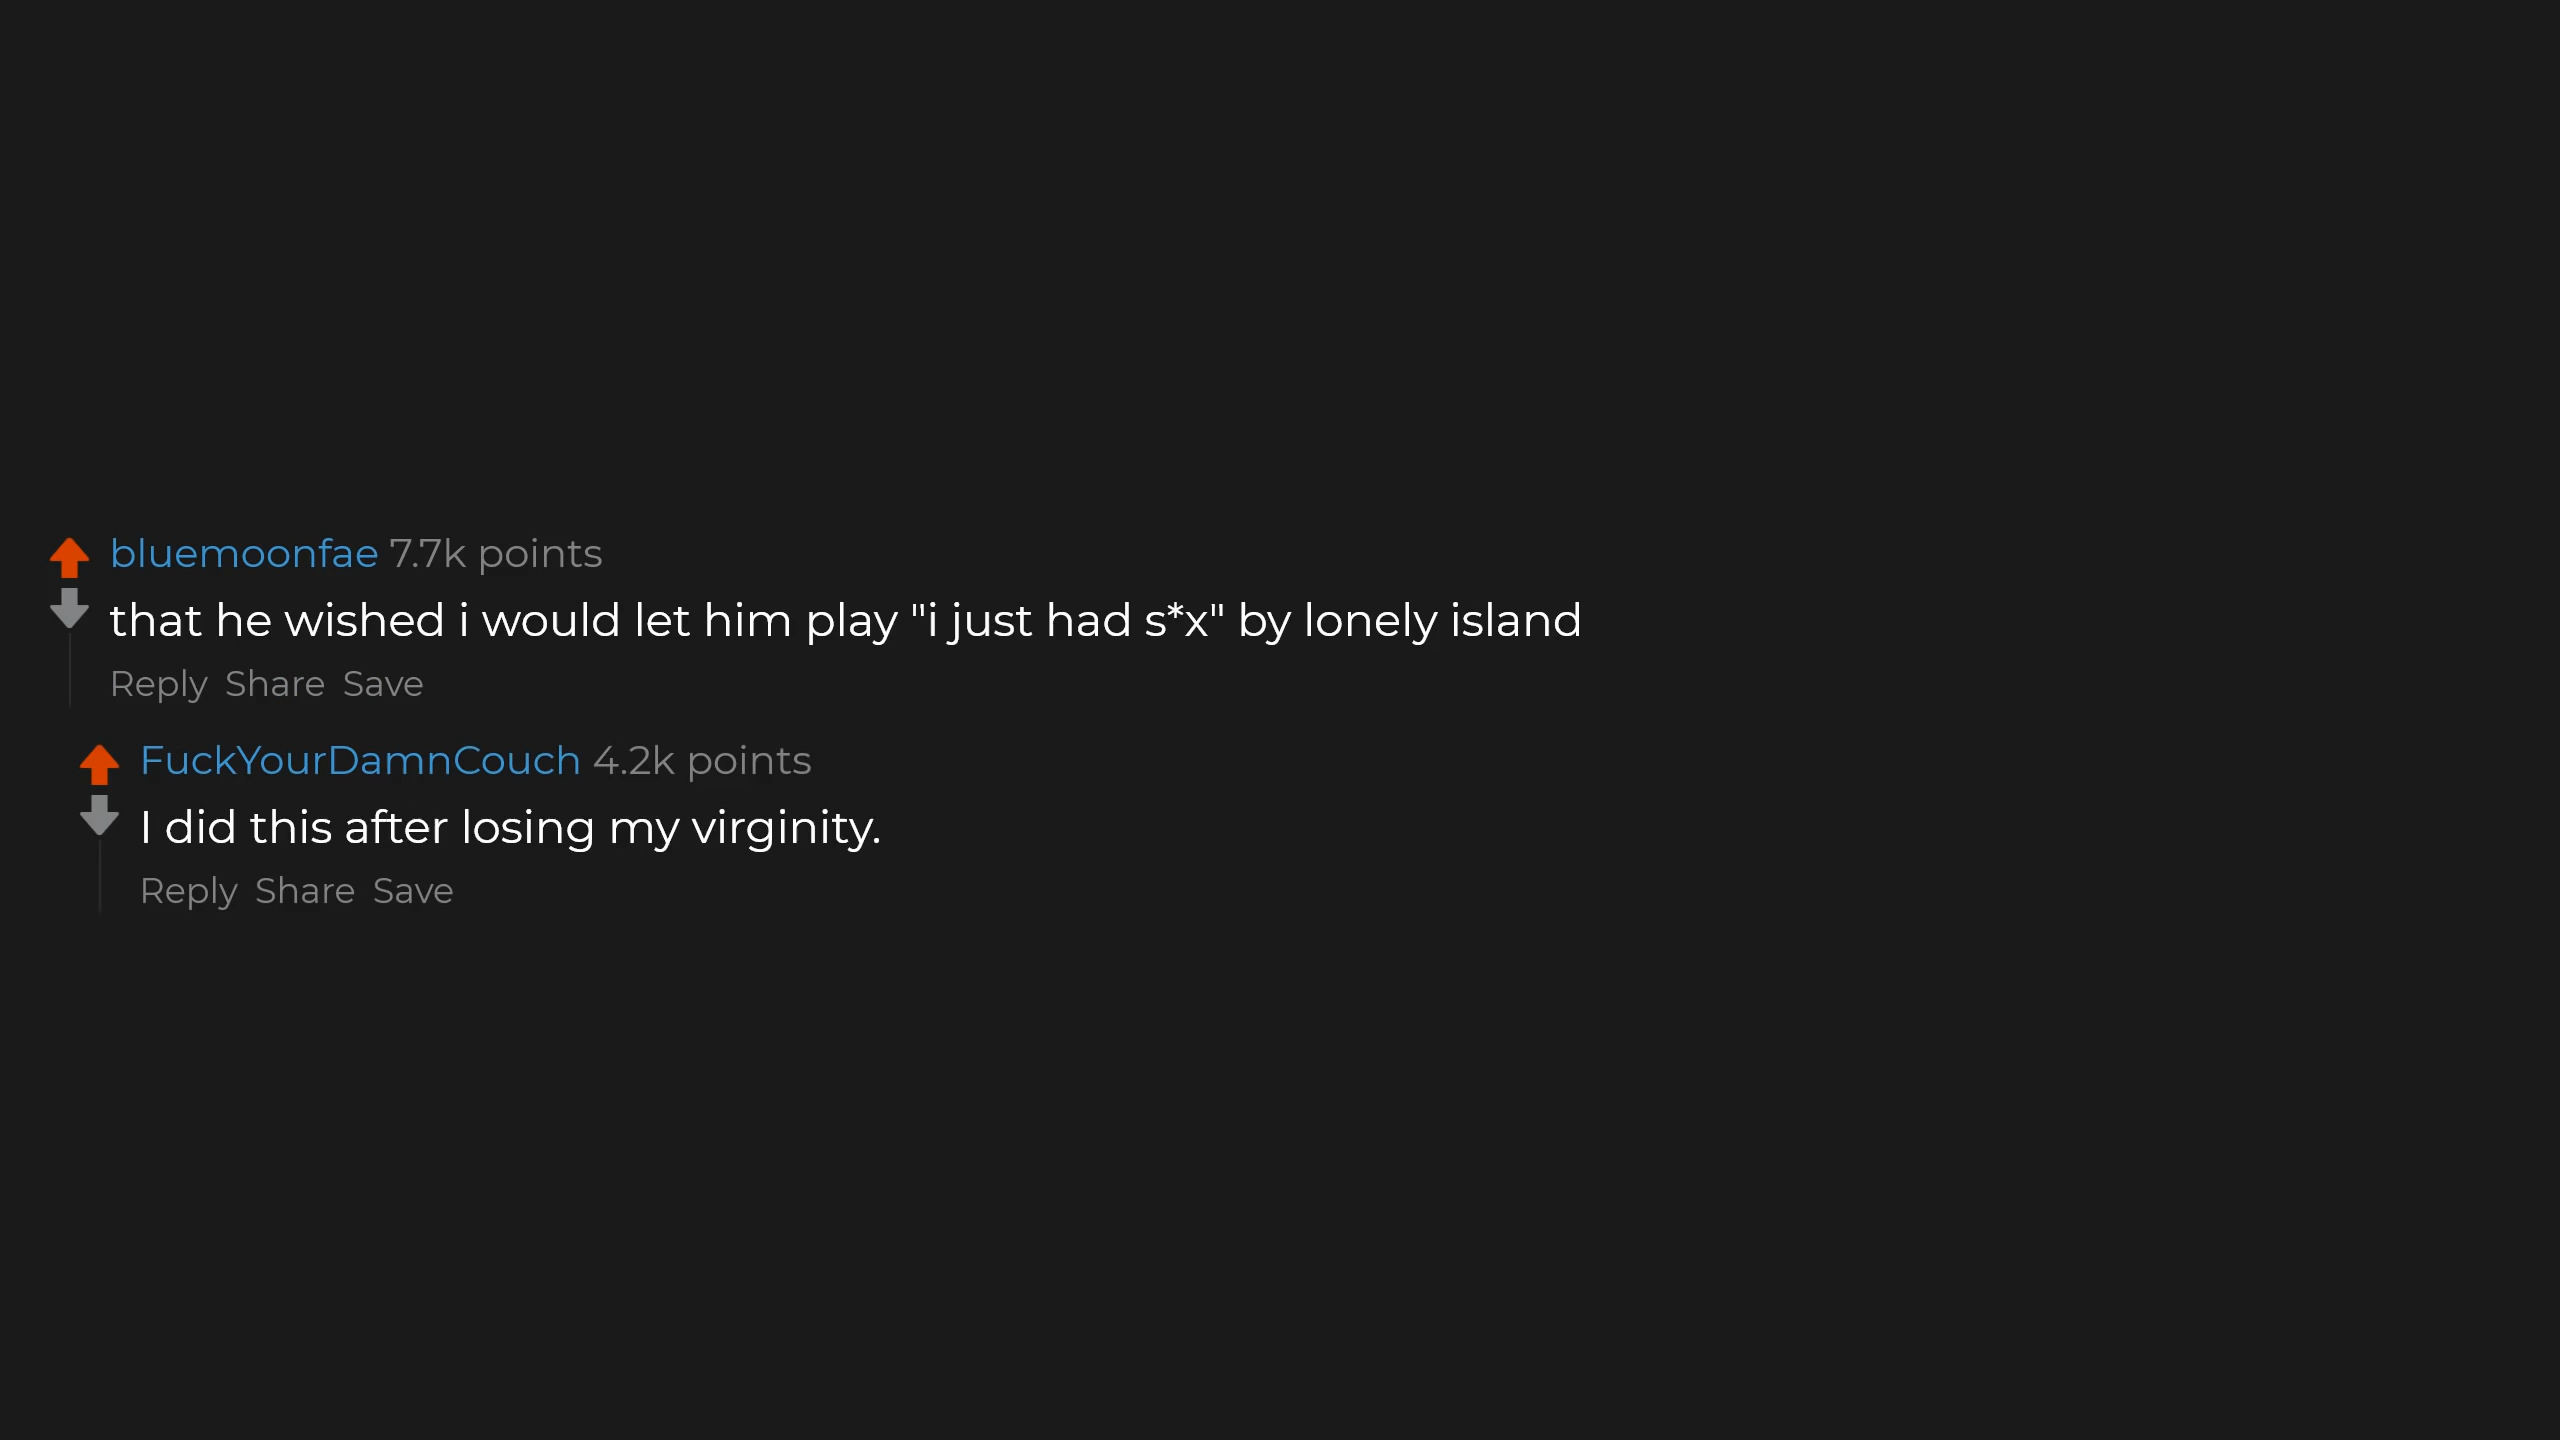 bluemoonfae 7.7k points
that he wished i would let him play "i just had s*x" by lonely island
Reply Share Save
FuckYourDamnCouch 4.2k points
I did this after losing my virginity.
Reply Share Save